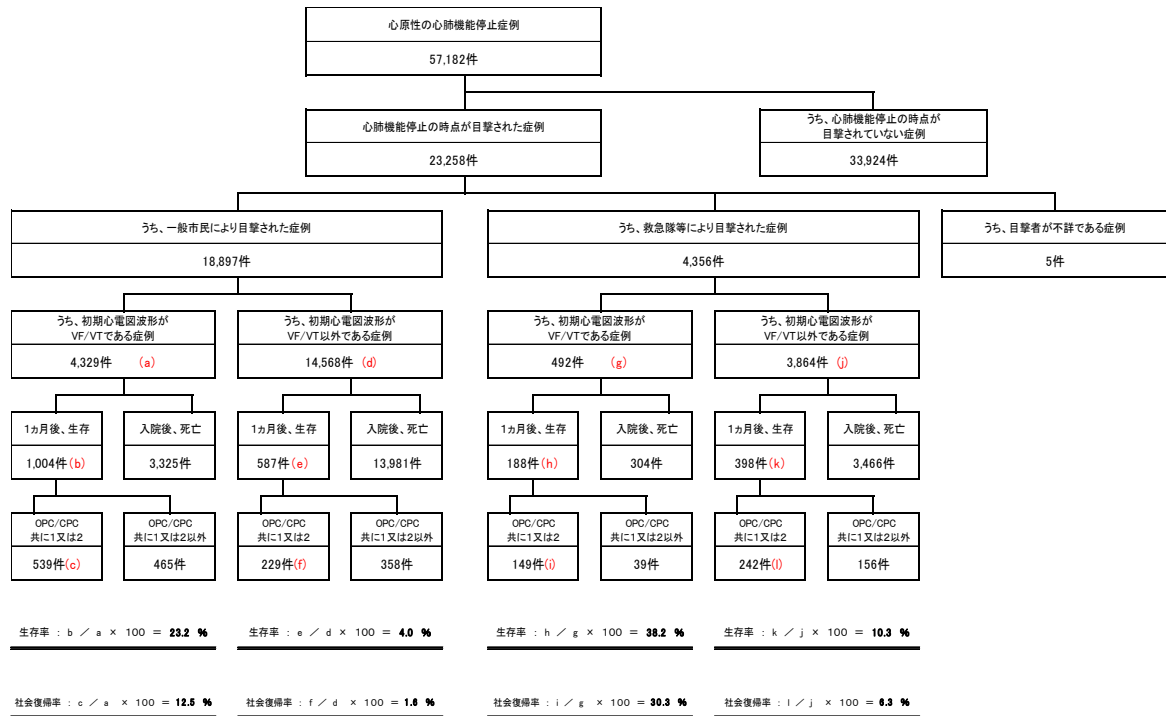 心原性の心肺機能停止症例
57,182件
心肺機能停止の時点が目撃された症例
23,258件
うち、心肺機能停止の時点が
目撃されていない症例
33,924件
うち、一般市民により目撃された症例
18,897件
うち、救急隊等により目撃された症例
4,356件
うち、目撃者が不詳である症例
5件
うち、初期心電図波形が
VF/VTである症例
4,329件 (a)
うち、初期心電図波形が
VF/VT以外である症例
14,568件 (d)
うち、初期心電図波形が
VF/VTである症例
492件 (g)
うち、初期心電図波形が
VF/VT以外である症例
3,864件 (j)
1ヵ月後、生存
1,004件(b)
入院後、死亡
3,325件
1ヵ月後、生存
587件(e)
入院後、死亡
13,981件
1ヵ月後、生存
188件(h)
入院後、死亡
304件
1ヵ月後、生存
398件(k)
入院後、死亡
3,466件
OPC/CPC
共に1又は2
539件(c)
OPC/CPC
共に1又は2以外
465件
OPC/CPC
共に1又は2
229件(f)
OPC/CPC
共に1又は2以外
358件
OPC/CPC
共に1又は2
149件(i)
OPC/CPC
共に1又は2以外
39件
OPC/CPC
共に1又は2
242件(l)
OPC/CPC
共に1又は2以外
156件
生存率 : b / a × 100 = 23.2 %
生存率 : e / d × 100 = 4.0 %
生存率 : h / g × 100 = 38.2 %
生存率 : k / j × 100 = 10.3 %
社会復帰率 : c / a × 100 = 12.5 %
社会復帰率 : f / d × 100 = 1.6 %
社会復帰率 : i / g × 100 = 30.3 %
社会復帰率 : l / j × 100 = 6.3 %